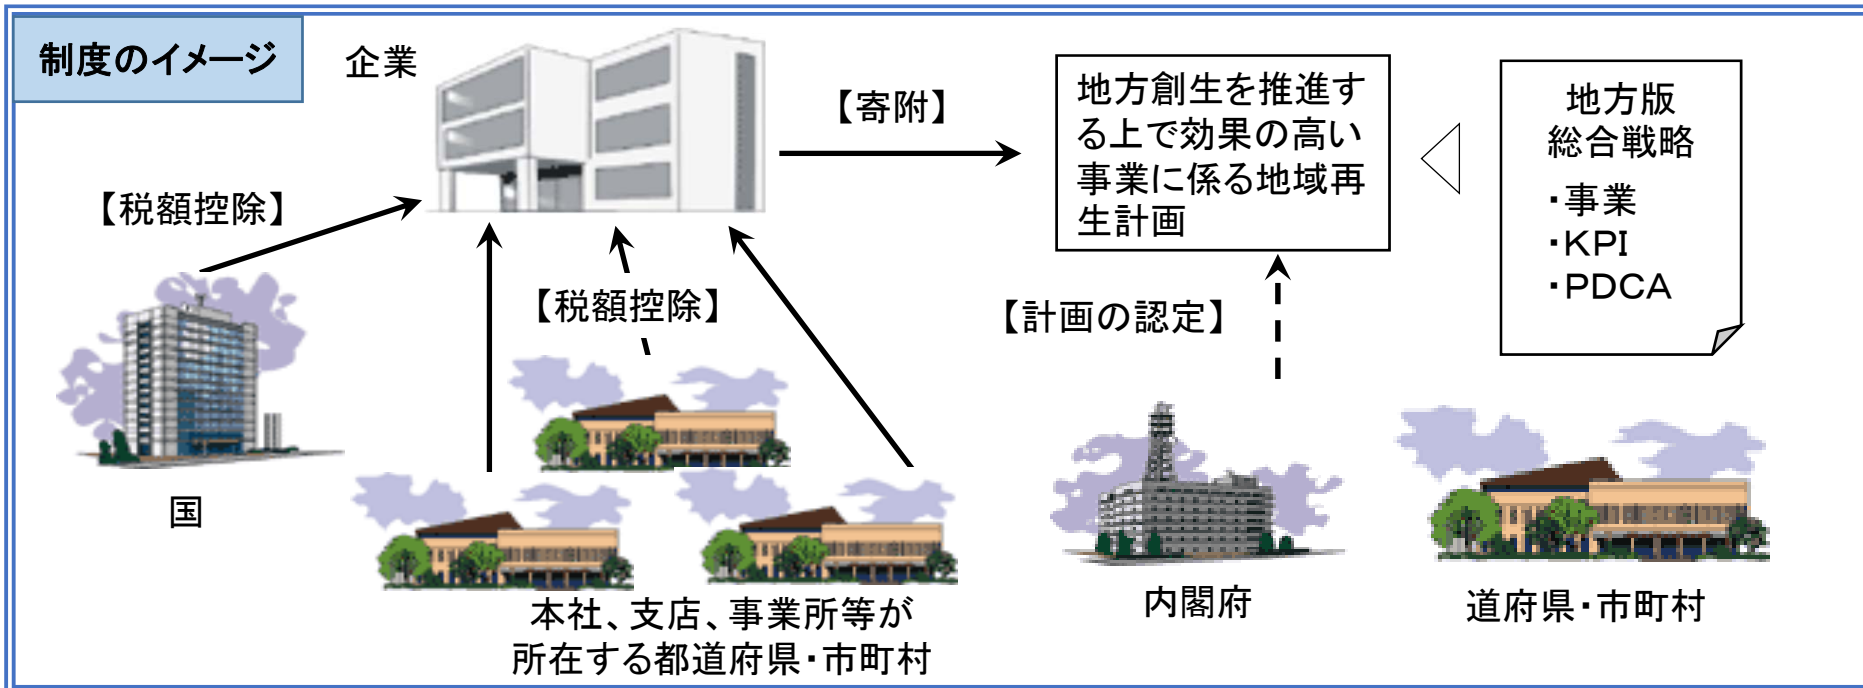 制度のイメージ
企業
【寄附】
地方創生を推進す
る上で効果の高い
事業に係る地域再
生計画
地方版
総合戦略
・事業
・KPI
・PDCA
【税額控除】
【税額控除】
【計画の認定】
国
本社、支店、事業所等が
所在する都道府県・市町村
内閣府
道府県・市町村